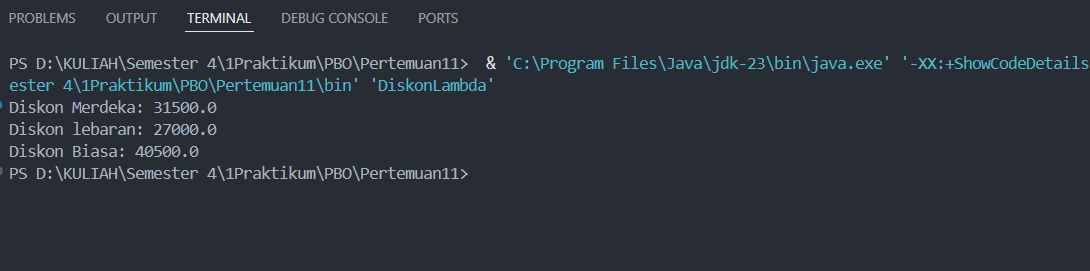 PROBLEMS OUTPUT TERMINAL DEBUG CONSOLE PORTS
PS D:\KULIAH\Semester 4\1Praktikum\PBO\Pertemuan11>  & 'C:\Program Files\Java\jdk-23\bin\java.exe' '-XX:+ShowCodeDetails
ester 4\1Praktikum\PBO\Pertemuan11\bin' 'DiskonLambda'
Diskon Merdeka: 31500.0
Diskon lebaran: 27000.0
Diskon Biasa: 40500.0
PS D:\KULIAH\Semester 4\1Praktikum\PBO\Pertemuan11>